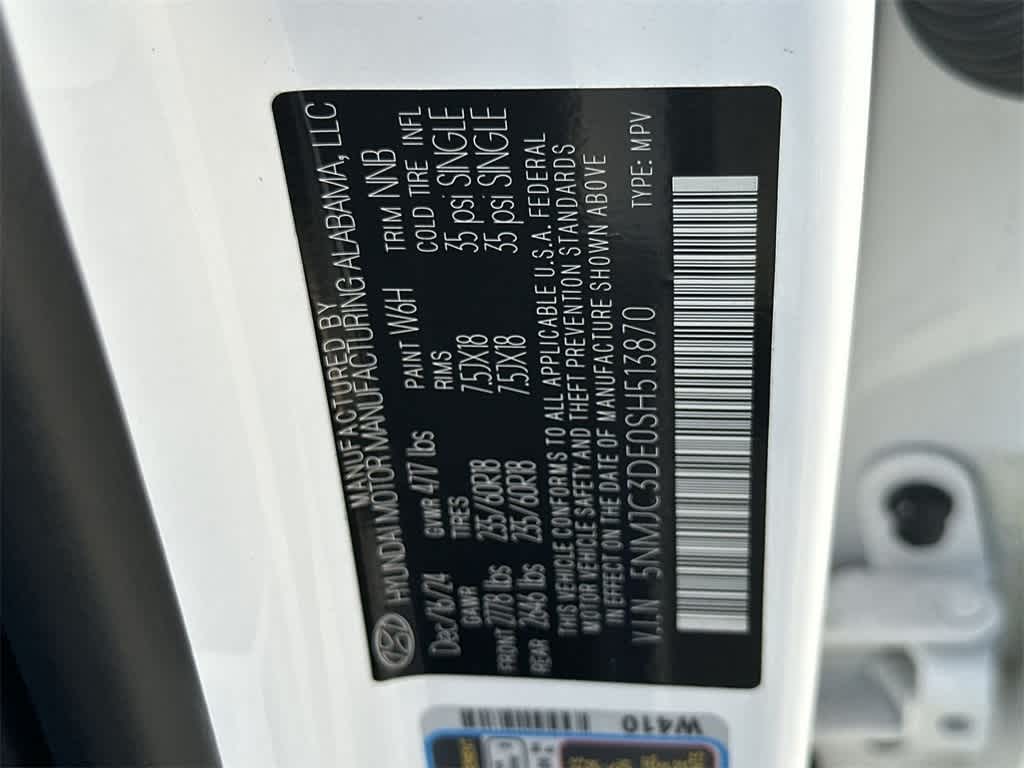 MANUFACTURED BY
HYUNDAI MOTOR MANUFACTURING ALABAMA, LLC
Dec/16/24 GVWR 4717 lbs PAINT W6H TRIM NNB
GAWR TIRES RIMS COLD TIRE INFL
FRONT 2778 lbs 235/60R18 7.5JX18 35 psi SINGLE
REAR 2646 lbs 235/60R18 7.5JX18 35 psi SINGLE
THIS VEHICLE CONFORMS TO ALL APPLICABLE U.S.A. FEDERAL
MOTOR VEHICLE SAFETY AND THEFT PREVENTION STANDARDS
IN EFFECT ON THE DATE OF MANUFACTURE SHOWN ABOVE
V.I.N 5NMJC3DE0SH513870 TYPE: MPV
W410